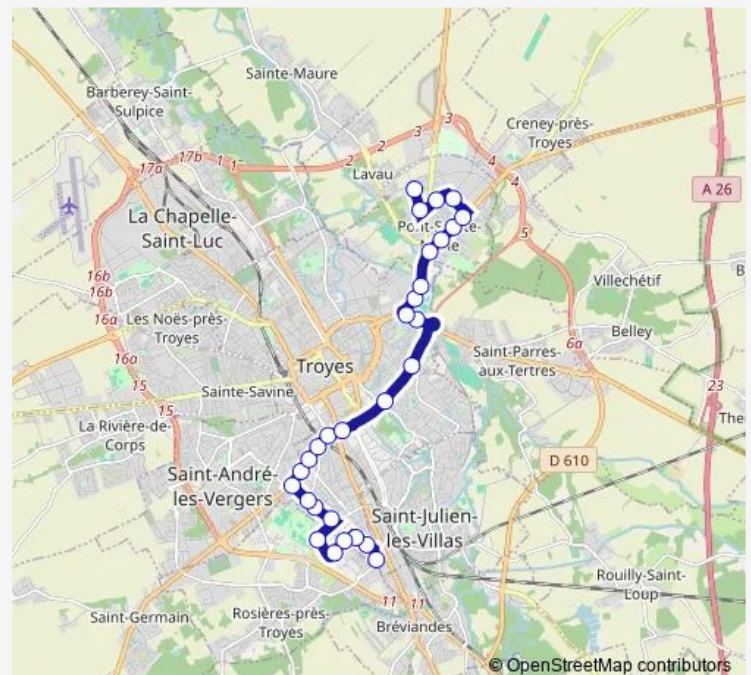 Sainte-Maure
Barberey-Saint-
Sulpice
Creney-près-
Troyes
3
3
2
2
4
4
17b
1
1
17a
Lavau
A 26
La Chapelle-
Saint-Luc
5
Villechétif
16b
16b
16a
Les Noës-près-
Troyes
Belley
6a
Saint-Parres-
aux-Tertres
16a
Troyes
15
Sainte-Savine
23
15
La Rivière-de-
Corps
D 610
Saint-André-
les-Vergers
Saint-Julien-
les-Villas
Rouilly-Saint-
Loup
11
11
Saint-Germain
Rosières-près-
Troyes
Bréviandes
© OpenStreetMap contributors